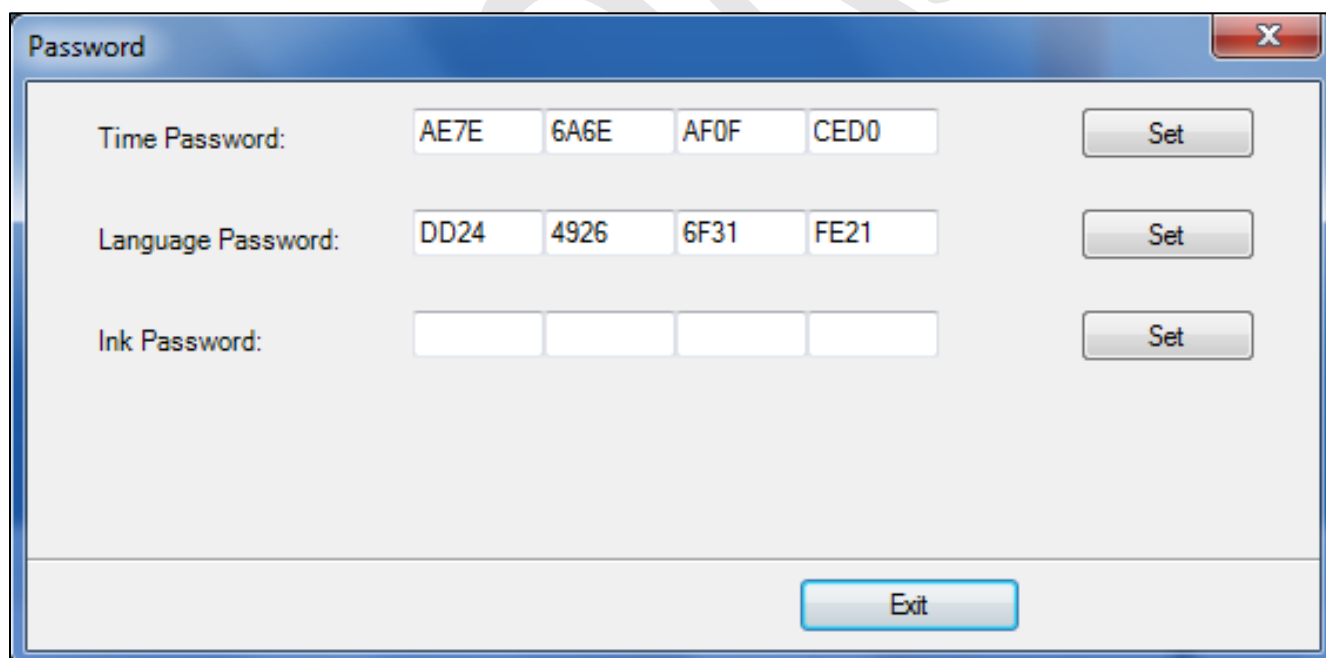 Password
Time Password: AE7E 6A6E AF0F CED0 Set
Language Password: DD24 4926 6F31 FE21 Set
Ink Password: Set
Exit